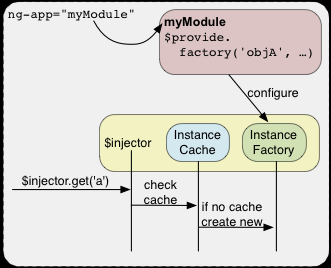 ng-app="myModule"
myModule
$provide.
factory('objA', …)
configure
$injector
Instance
Cache
Instance
Factory
$injector.get('a')
check
cache
if no cache
create new